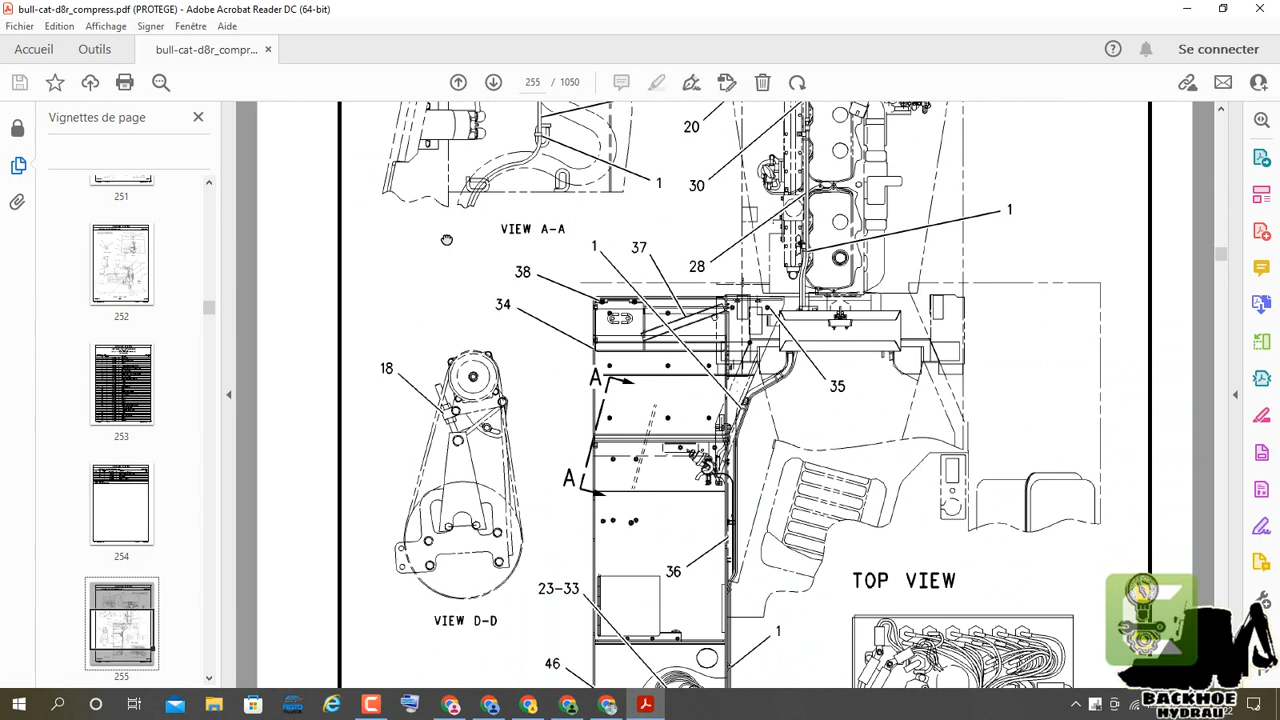 bull-cat-d8r_compress.pdf (PROTEGE) - Adobe Acrobat Reader DC (64-bit)
Fichier Edition Affichage Signer Fenêtre Aide
Accueil Outils bull-cat-d8r_compr... ×
? Se connecter
255 / 1050
Vignettes de page
251
252
253
254
255
20
30
1
VIEW A-A
1
1
37
28
38
34
18
A
35
A
36
23-33
TOP VIEW
VIEW D-D
1
46
BACKHOE
HYDRAU